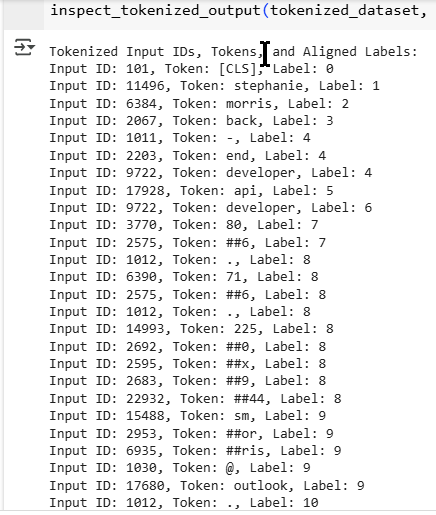 inspect_tokenized_output(tokenized_dataset,
Tokenized Input IDs, Tokens, and Aligned Labels:
Input ID: 101, Token: [CLS], Label: 0
Input ID: 11496, Token: stephanie, Label: 1
Input ID: 6384, Token: morris, Label: 2
Input ID: 2067, Token: back, Label: 3
Input ID: 1011, Token: -, Label: 4
Input ID: 2203, Token: end, Label: 4
Input ID: 9722, Token: developer, Label: 4
Input ID: 17928, Token: api, Label: 5
Input ID: 9722, Token: developer, Label: 6
Input ID: 3770, Token: 80, Label: 7
Input ID: 2575, Token: ##6, Label: 7
Input ID: 1012, Token: ., Label: 8
Input ID: 6390, Token: 71, Label: 8
Input ID: 2575, Token: ##6, Label: 8
Input ID: 1012, Token: ., Label: 8
Input ID: 14993, Token: 225, Label: 8
Input ID: 2692, Token: ##0, Label: 8
Input ID: 2595, Token: ##x, Label: 8
Input ID: 2683, Token: ##9, Label: 8
Input ID: 22932, Token: ##44, Label: 8
Input ID: 15488, Token: sm, Label: 9
Input ID: 2953, Token: ##or, Label: 9
Input ID: 6935, Token: ##ris, Label: 9
Input ID: 1030, Token: @, Label: 9
Input ID: 17680, Token: outlook, Label: 9
Input ID: 1012, Token: ., Label: 10